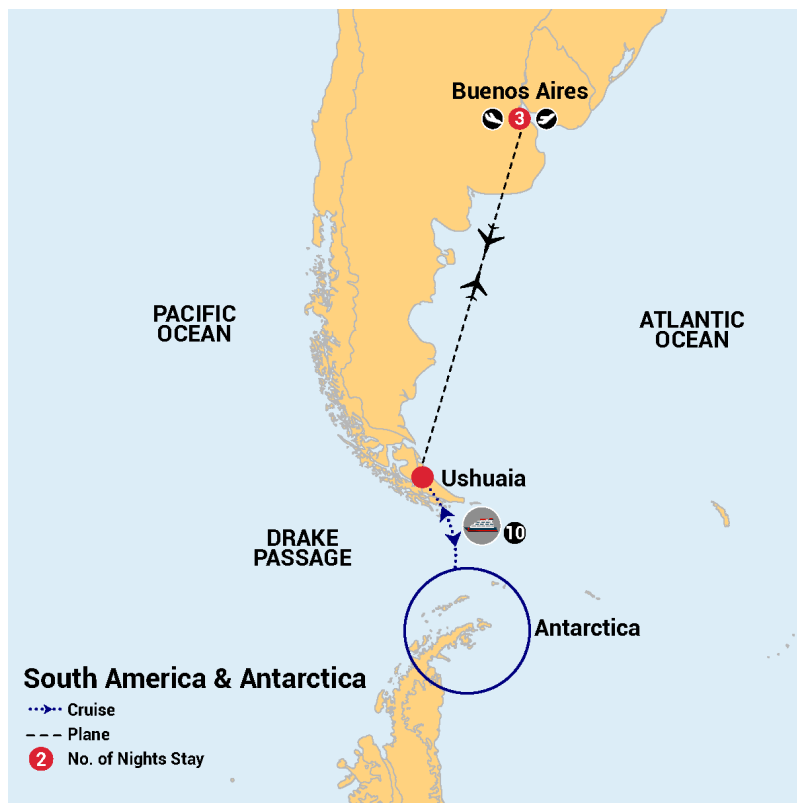 Buenos Aires
3
PACIFIC
OCEAN
ATLANTIC
OCEAN
Ushuaia
10
DRAKE
PASSAGE
Antarctica
South America & Antarctica
Cruise
Plane
2 No. of Nights Stay